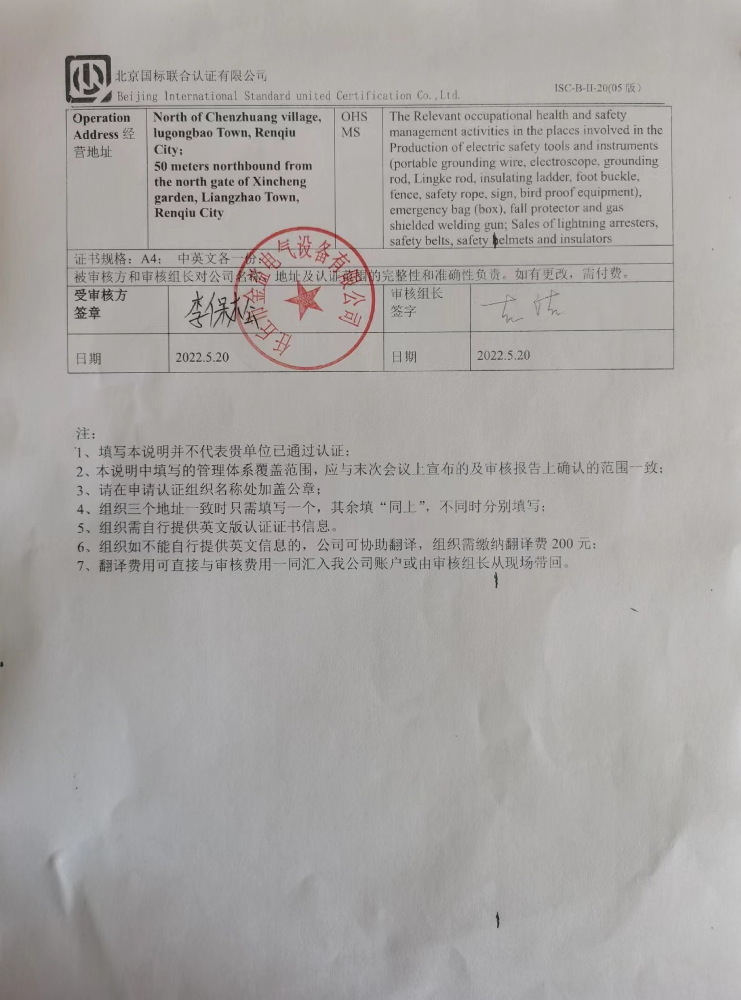 北京国标联合认证有限公司
Beijing International Standard united Certification Co.,Ltd.
ISC-B-II-20(05 版)
Operation
Address 经
营地址
North of Chenzhuang village,
lugongbao Town, Renqiu
City;
50 meters northbound from
the north gate of Xincheng
garden, Liangzhao Town,
Renqiu City
OHS
MS
The Relevant occupational health and safety
management activities in the places involved in the
Production of electric safety tools and instruments
(portable grounding wire, electroscope, grounding
rod, Lingke rod, insulating ladder, foot buckle,
fence, safety rope, sign, bird proof equipment),
emergency bag (box), fall protector and gas
shielded welding gun; Sales of lightning arresters,
safety belts, safety helmets and insulators
证书规格：A4； 中英文各一份；
被审核方和审核组长对公司名称、地址及认证范围的完整性和准确性负责。如有更改，需付费。
受审核方
签章
李保松
任丘市金益电气设备有限公司
审核组长
签字
日期
2022.5.20
日期
2022.5.20
注：
1、填写本说明并不代表贵单位已通过认证；
2、本说明中填写的管理体系覆盖范围，应与末次会议上宣布的及审核报告上确认的范围一致；
3、请在申请认证组织名称处加盖公章；
4、组织三个地址一致时只需填写一个，其余填“同上”，不同时分别填写；
5、组织需自行提供英文版认证证书信息。
6、组织如不能自行提供英文信息的，公司可协助翻译，组织需缴纳翻译费 200 元；
7、翻译费用可直接与审核费用一同汇入我公司账户或由审核组长从现场带回。